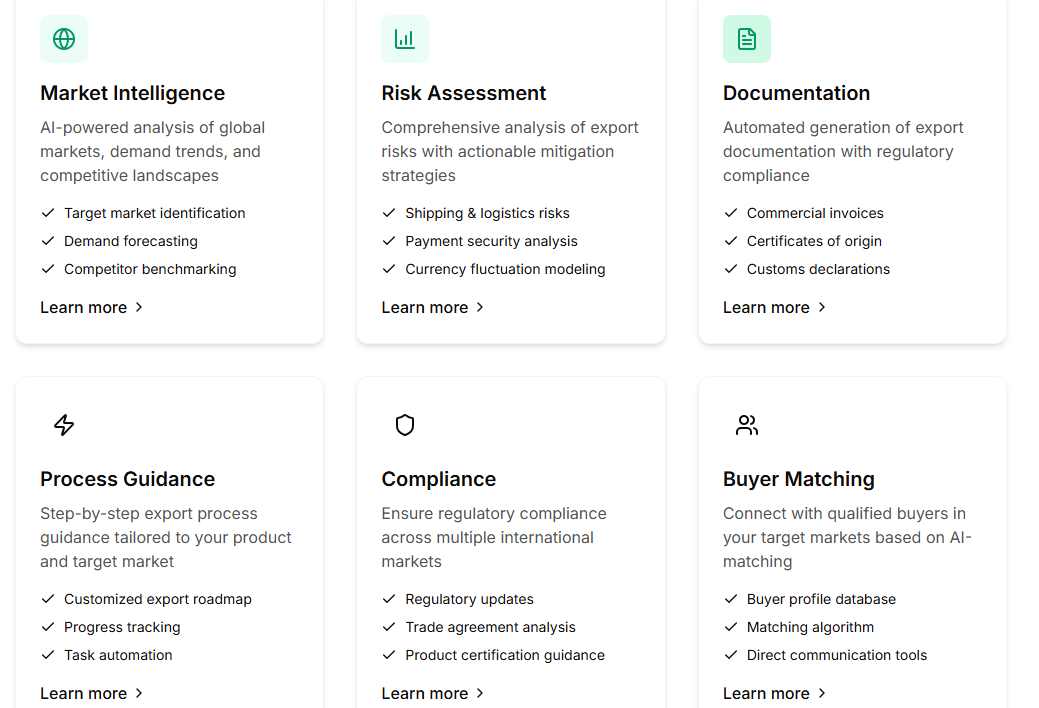 Market Intelligence
AI-powered analysis of global
markets, demand trends, and
competitive landscapes
Target market identification
Demand forecasting
Competitor benchmarking
Learn more
Risk Assessment
Comprehensive analysis of export
risks with actionable mitigation
strategies
Shipping & logistics risks
Payment security analysis
Currency fluctuation modeling
Learn more
Documentation
Automated generation of export
documentation with regulatory
compliance
Commercial invoices
Certificates of origin
Customs declarations
Learn more
Process Guidance
Step-by-step export process
guidance tailored to your product
and target market
Customized export roadmap
Progress tracking
Task automation
Learn more
Compliance
Ensure regulatory compliance
across multiple international
markets
Regulatory updates
Trade agreement analysis
Product certification guidance
Learn more
Buyer Matching
Connect with qualified buyers in
your target markets based on AI-
matching
Buyer profile database
Matching algorithm
Direct communication tools
Learn more